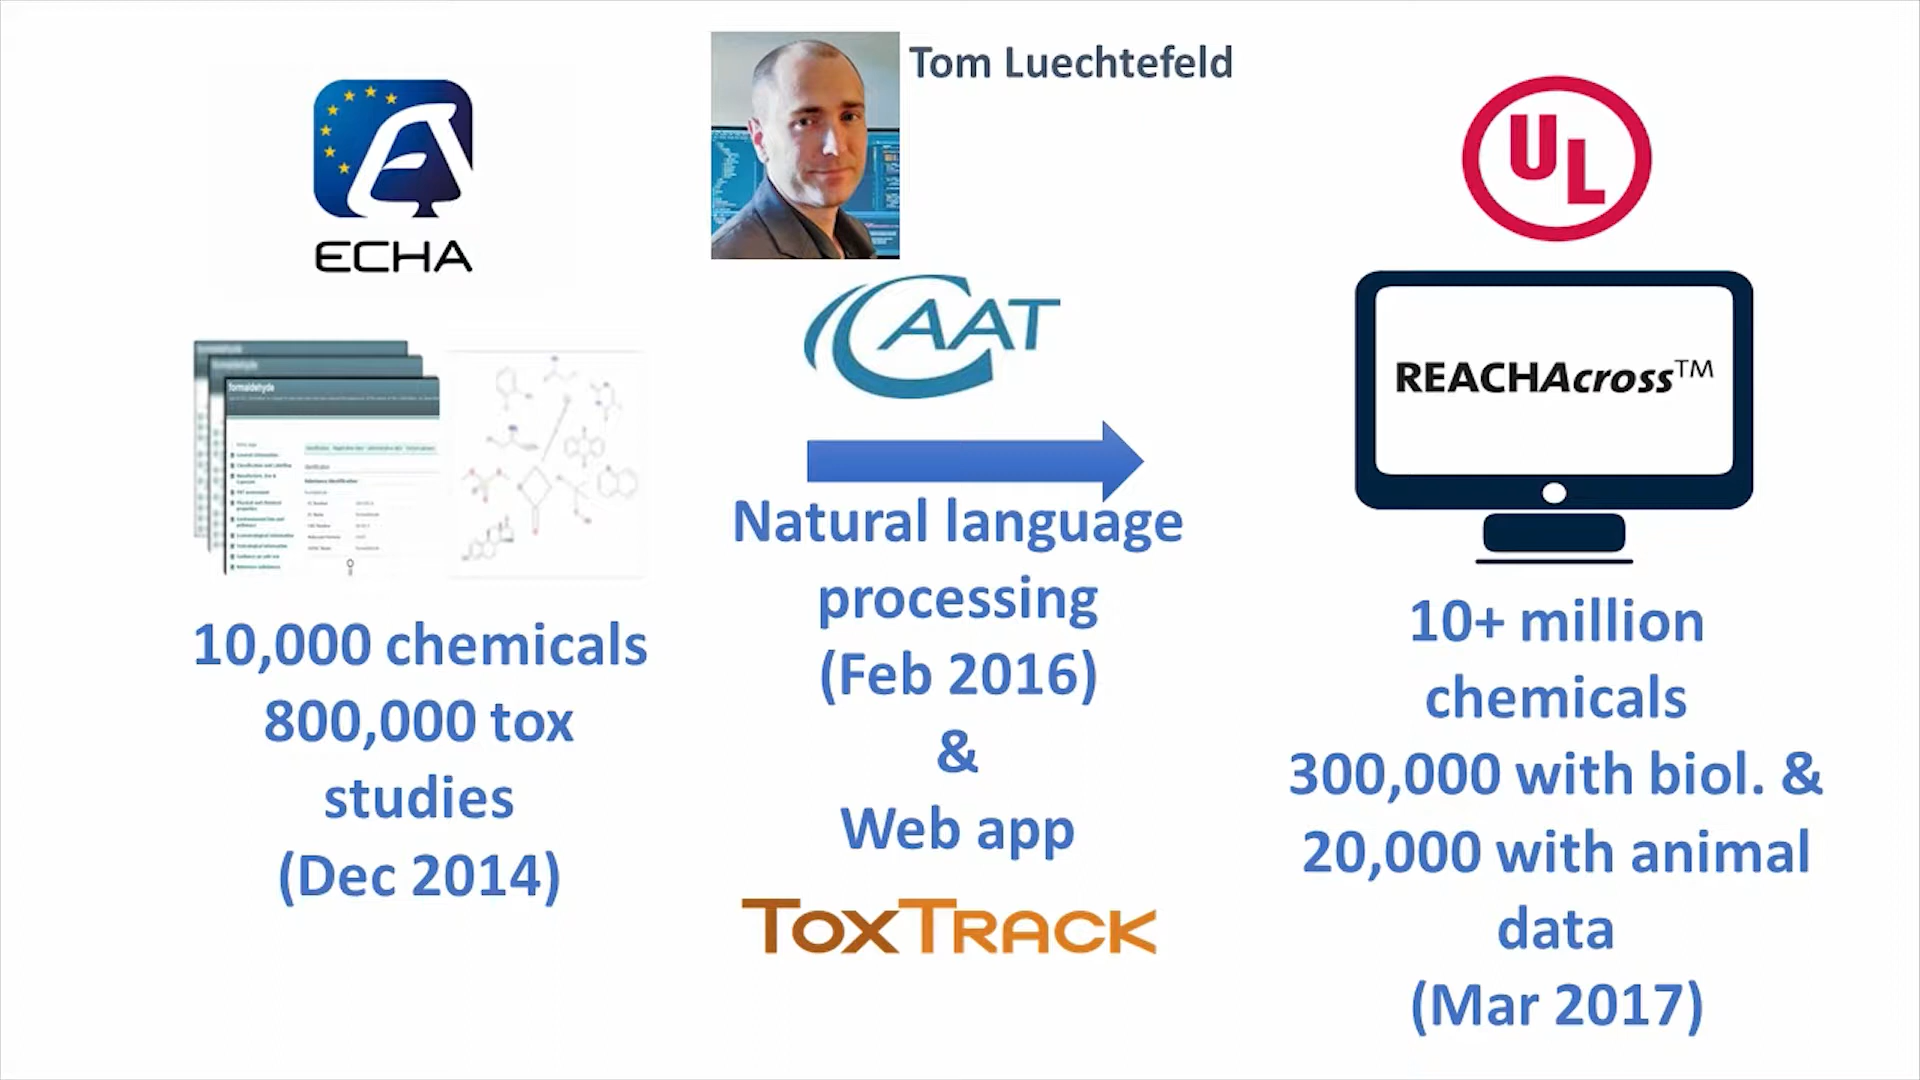 Tom Luechtefeld
ECHA
formaldehyde
10,000 chemicals
800,000 tox
studies
(Dec 2014)
CAAT
Natural language
processing
(Feb 2016)
&
Web app
TOXTRACK
UL
REACHAcross™
10+ million
chemicals
300,000 with biol. &
20,000 with animal
data
(Mar 2017)